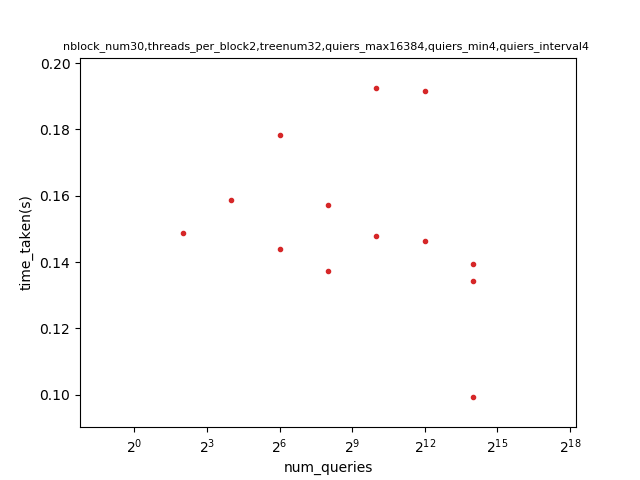 nblock_num30,threads_per_block2,treenum32,quiers_max16384,quiers_min4,quiers_interval4
0.20
0.18
0.16
0.14
0.12
0.10
time_taken(s)
2^0 2^3 2^6 2^9 2^12 2^15 2^18
num_queries